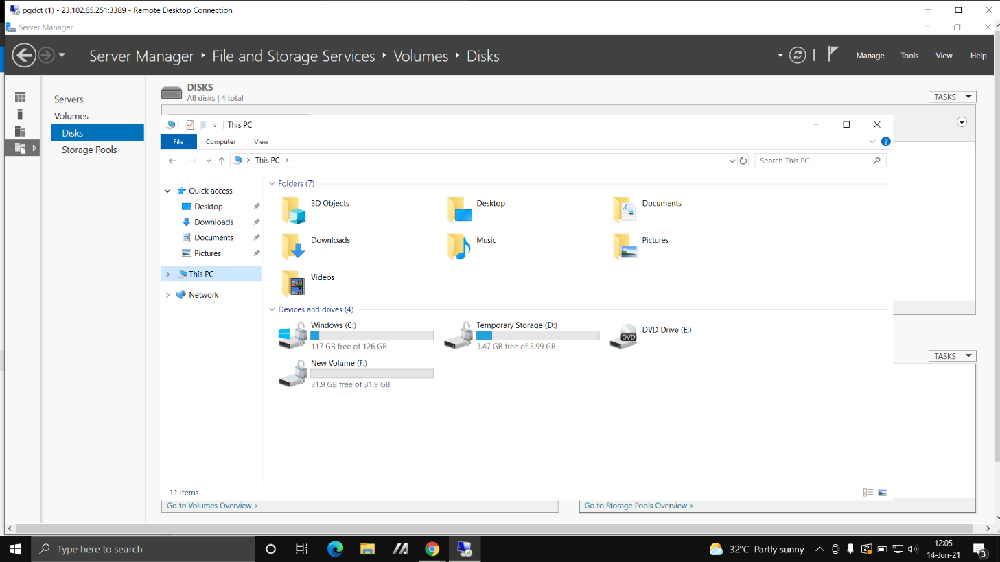 pgdct (1) - 23.102.65.251:3389 - Remote Desktop Connection
Server Manager
Server Manager ‣ File and Storage Services ‣ Volumes ‣ Disks
Manage Tools View Help
Servers
Volumes
Disks
Storage Pools
DISKS
All disks | 4 total
TASKS
This PC
File Computer View
This PC
Search This PC
Quick access
Desktop
Downloads
Documents
Pictures
This PC
Network
Folders (7)
3D Objects
Desktop
Documents
Downloads
Music
Pictures
Videos
Devices and drives (4)
Windows (C:)
117 GB free of 126 GB
Temporary Storage (D:)
3.47 GB free of 3.99 GB
DVD
DVD Drive (E:)
New Volume (F:)
31.9 GB free of 31.9 GB
TASKS
11 items
Go to Volumes Overview >
Go to Storage Pools Overview >
Type here to search
32°C Partly sunny
12:05
14-Jun-21
3